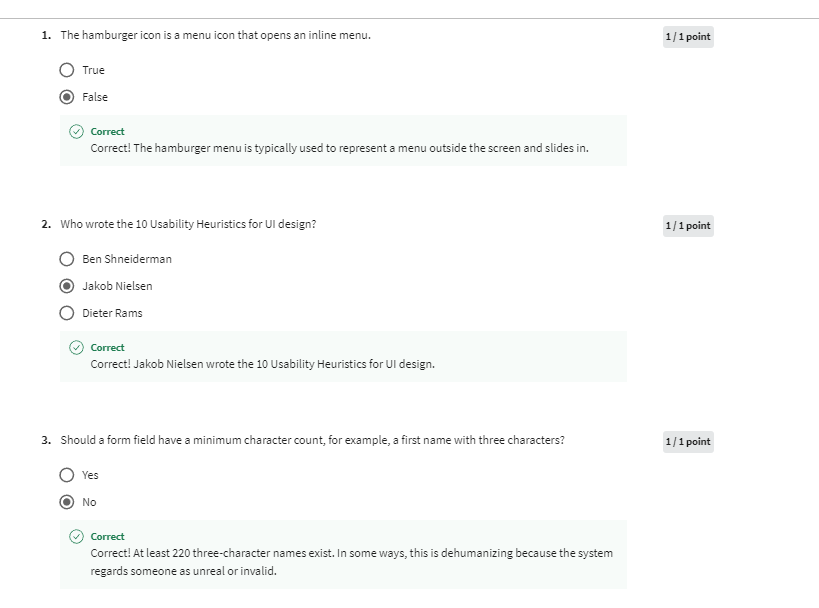 1. The hamburger icon is a menu icon that opens an inline menu.
1 / 1 point
True
False
Correct
Correct! The hamburger menu is typically used to represent a menu outside the screen and slides in.
2. Who wrote the 10 Usability Heuristics for UI design?
1 / 1 point
Ben Shneiderman
Jakob Nielsen
Dieter Rams
Correct
Correct! Jakob Nielsen wrote the 10 Usability Heuristics for UI design.
3. Should a form field have a minimum character count, for example, a first name with three characters?
1 / 1 point
Yes
No
Correct
Correct! At least 220 three-character names exist. In some ways, this is dehumanizing because the system
regards someone as unreal or invalid.